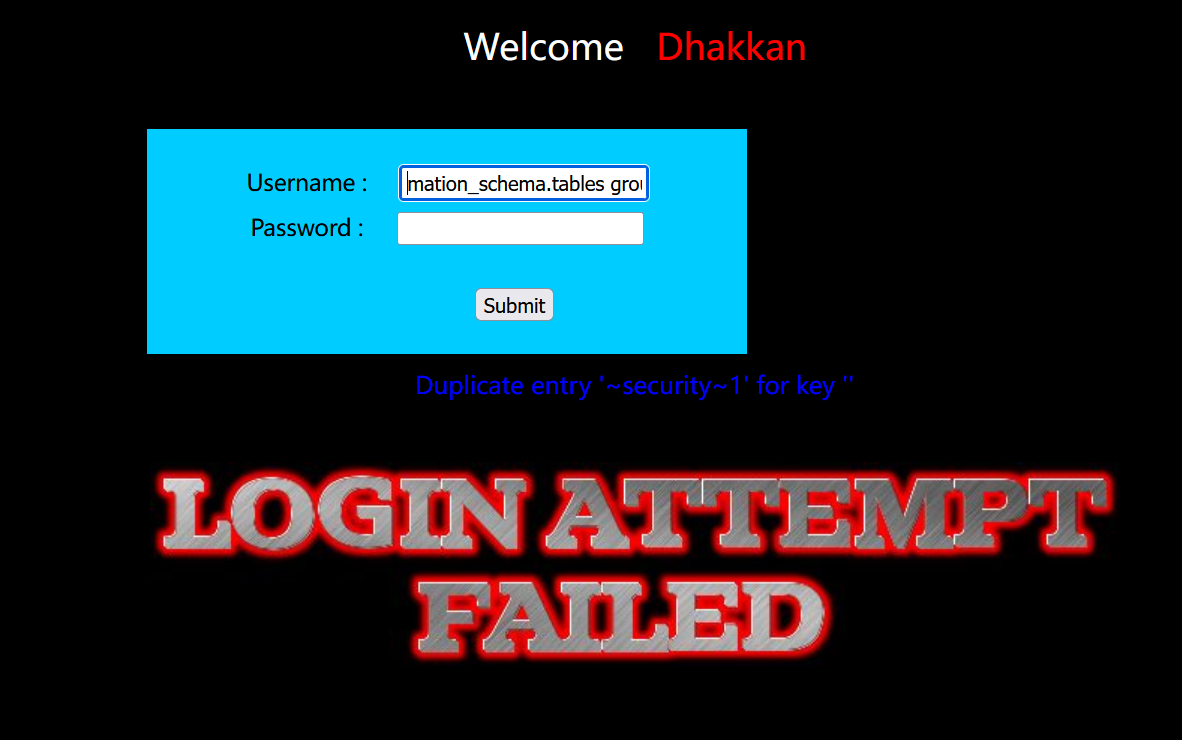 Welcome Dhakkan
Username : mation_schema.tables grou
Password :
Submit
Duplicate entry '~security~1' for key ''
LOGIN ATTEMPT
FAILED